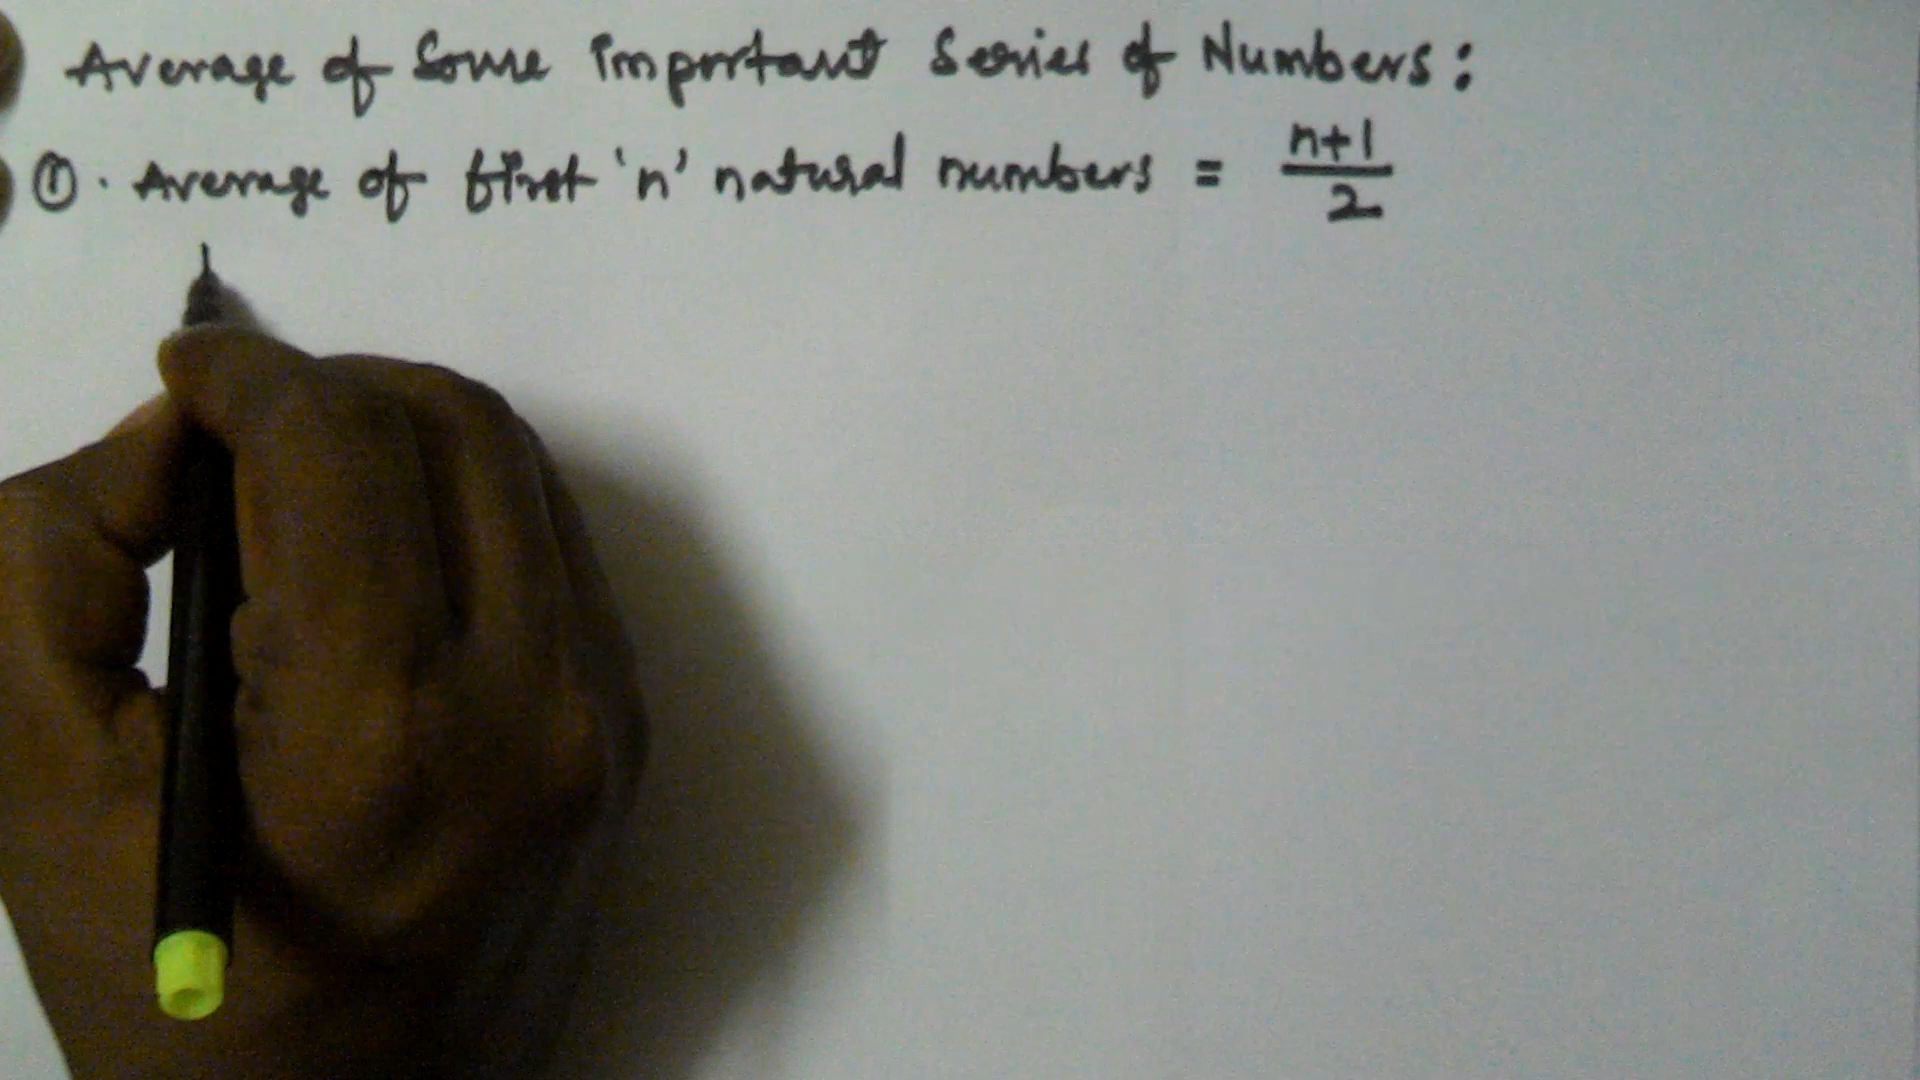 Average of Some Important Series of Numbers:
①. Average of first 'n' natural numbers = n+1/2